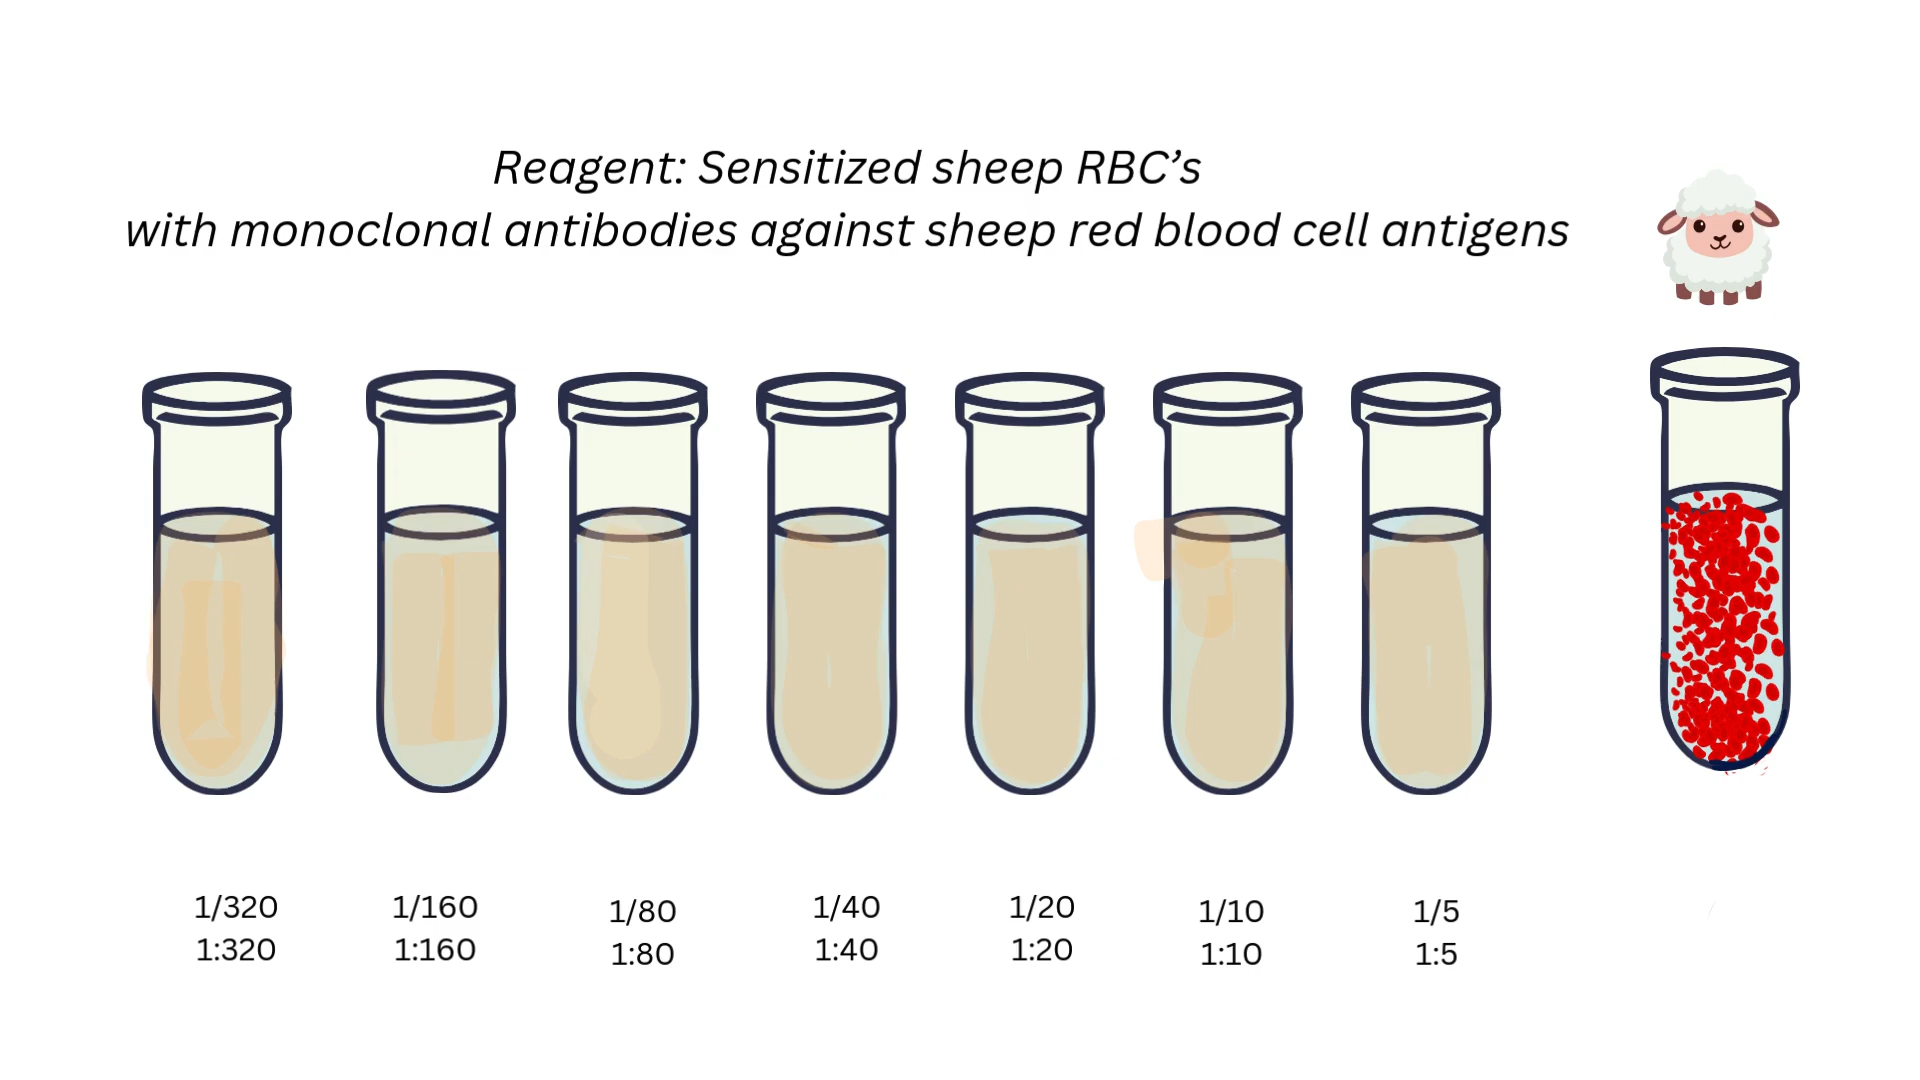 Reagent: Sensitized sheep RBC’s
with monoclonal antibodies against sheep red blood cell antigens
1/320 1/160 1/80 1/40 1/20 1/10 1/5
1:320 1:160 1:80 1:40 1:20 1:10 1:5